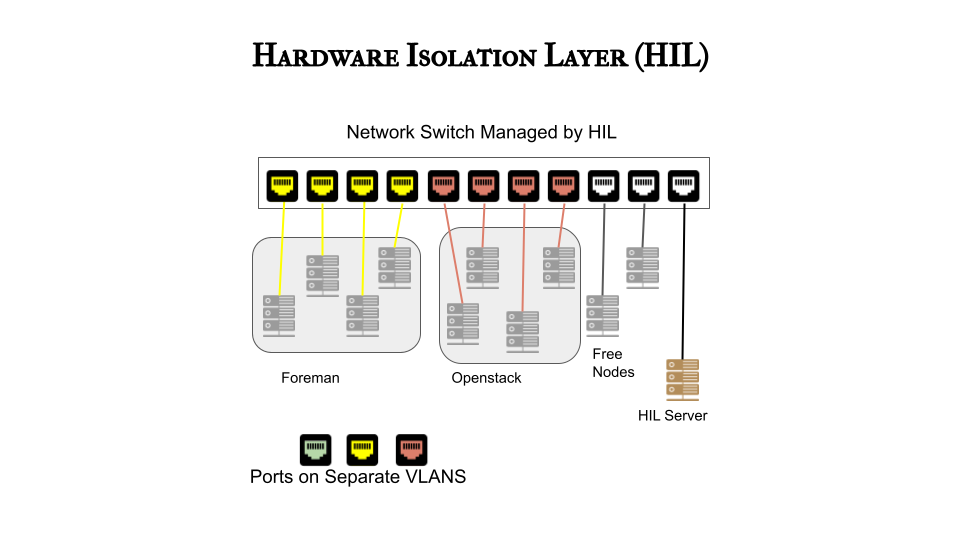 Hardware Isolation Layer (HIL)
Network Switch Managed by HIL
Foreman
Openstack
Free
Nodes
HIL Server
Ports on Separate VLANS